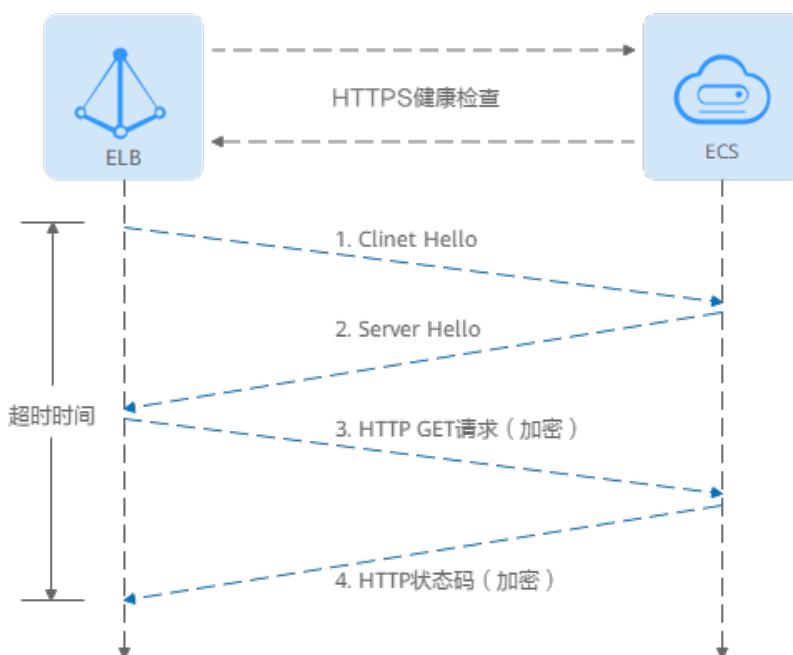 HTTPS健康检查
ELB
ECS
1. Clinet Hello
2. Server Hello
超时时间
3. HTTP GET请求（加密）
4. HTTP状态码（加密）